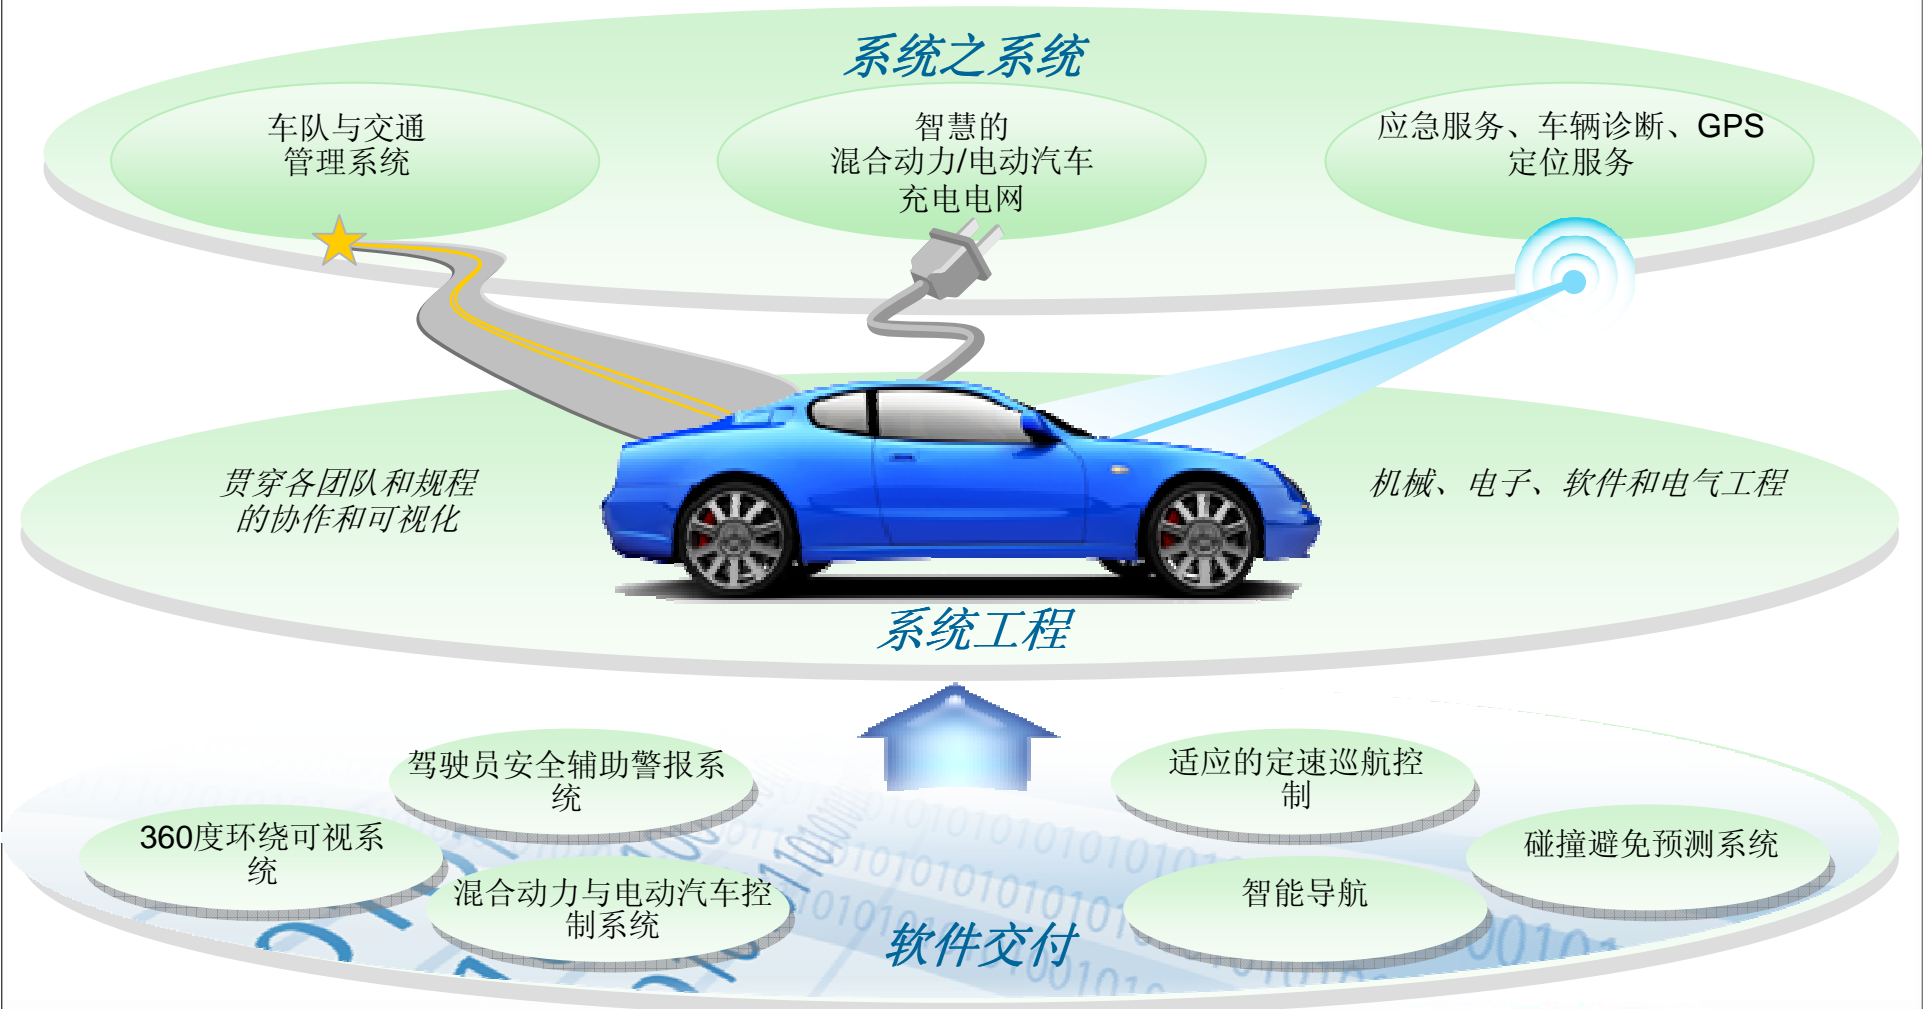 系统之系统
车队与交通
管理系统
智慧的
混合动力/电动汽车
充电电网
应急服务、车辆诊断、GPS
定位服务
贯穿各团队和规程
的协作和可视化
机械、电子、软件和电气工程
系统工程
驾驶员安全辅助警报系
统
适应的定速巡航控
制
360度环绕可视系
统
碰撞避免预测系统
混合动力与电动汽车控
制系统
智能导航
软件交付